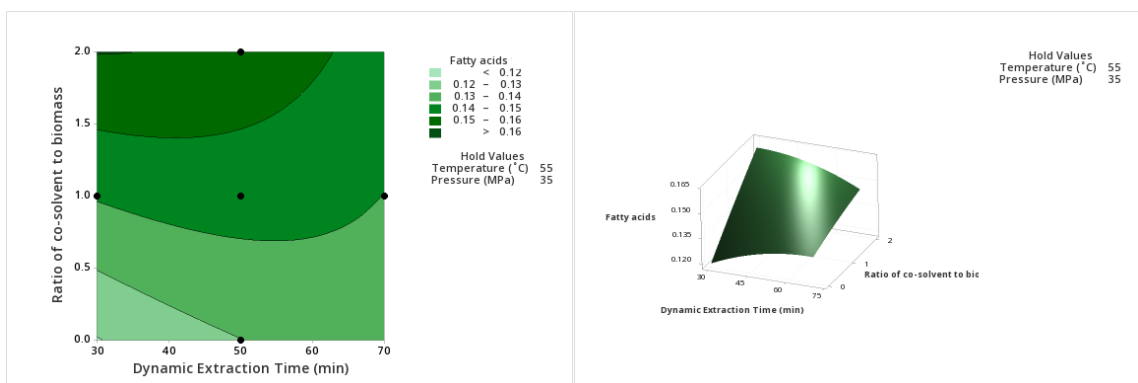 2.0
1.5
1.0
0.5
0.0
30 40 50 60 70
Ratio of co-solvent to biomass
Dynamic Extraction Time (min)
Fatty acids
< 0.12
0.12 – 0.13
0.13 – 0.14
0.14 – 0.15
0.15 – 0.16
> 0.16
Hold Values
Temperature (˚C) 55
Pressure (MPa) 35
Hold Values
Temperature (˚C) 55
Pressure (MPa) 35
0.165
0.150
0.135
0.120
Fatty acids
30
45
60
75
Dynamic Extraction Time (min)
2
1
0
Ratio of co-solvent to bic